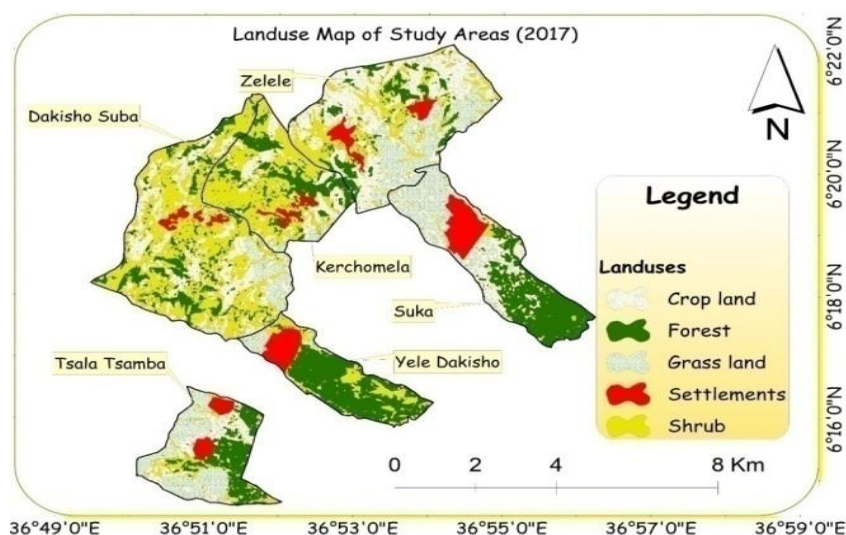 Landuse Map of Study Areas (2017)
Zelele
Dakisho Suba
N
6°22'0"N
6°20'0"N
6°18'0"N
6°16'0"N
Legend
Landuses
Crop land
Forest
Grass land
Settlements
Shrub
Kerchomela
Suka
Yele Dakisho
Tsala Tsamba
0 2 4 8 Km
36°49'0"E 36°51'0"E 36°53'0"E 36°55'0"E 36°57'0"E 36°59'0"E